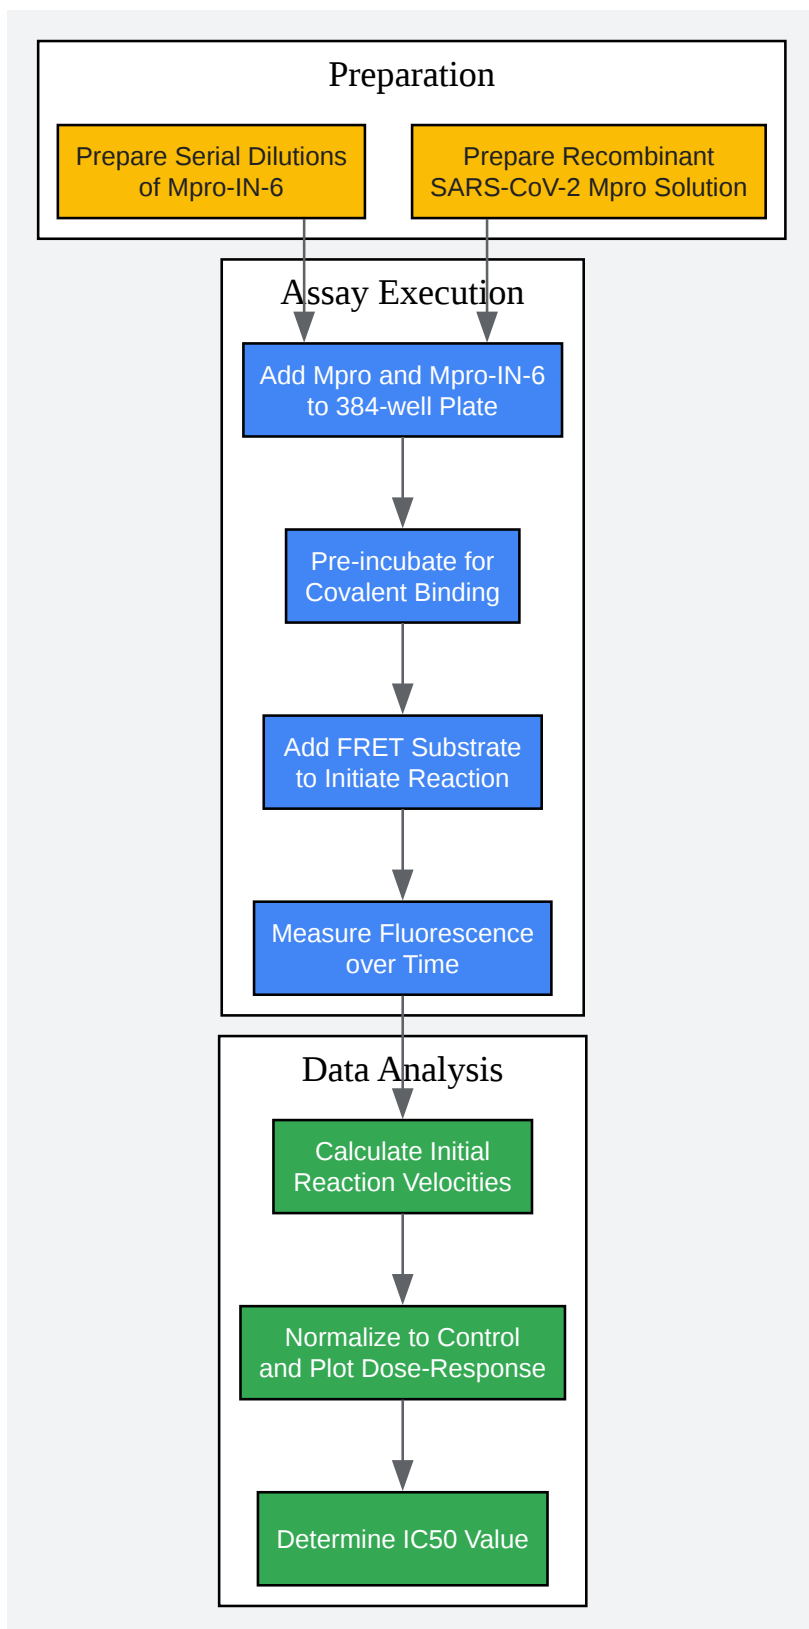 Preparation
Prepare Serial Dilutions
of Mpro-IN-6
Prepare Recombinant
SARS-CoV-2 Mpro Solution
Assay Execution
Add Mpro and Mpro-IN-6
to 384-well Plate
Pre-incubate for
Covalent Binding
Add FRET Substrate
to Initiate Reaction
Measure Fluorescence
over Time
Data Analysis
Calculate Initial
Reaction Velocities
Normalize to Control
and Plot Dose-Response
Determine IC50 Value